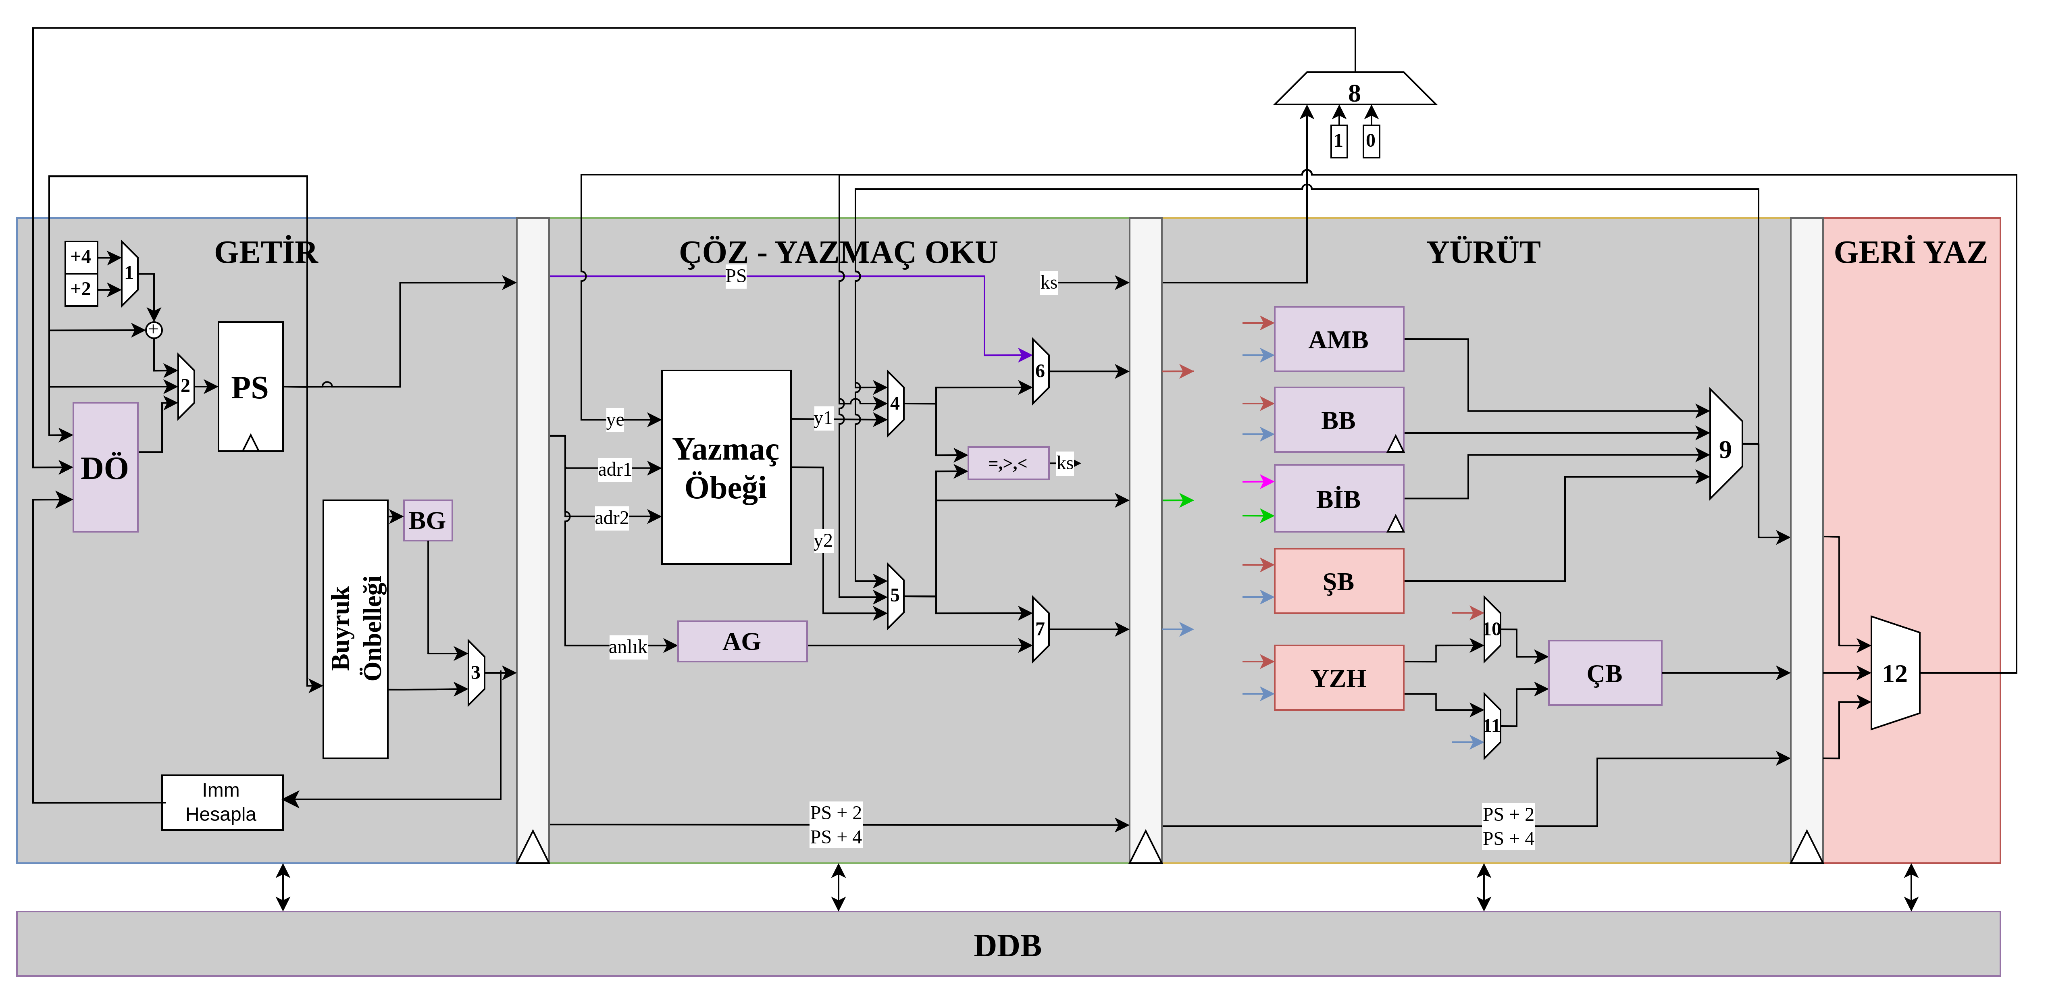 8
1 0
GETİR
ÇÖZ - YAZMAÇ OKU
YÜRÜT
GERİ YAZ
+4
+2
1
+
2
PS
DÖ
BG
Buyruk
Önbelleği
3
Imm
Hesapla
PS
ks
ye
adr1
adr2
anlık
Yazmaç
Öbeği
y1
y2
AG
4
5
6
=,>,<
ks
7
PS + 2
PS + 4
AMB
BB
BİB
ŞB
YZH
9
10
11
ÇB
PS + 2
PS + 4
12
DDB